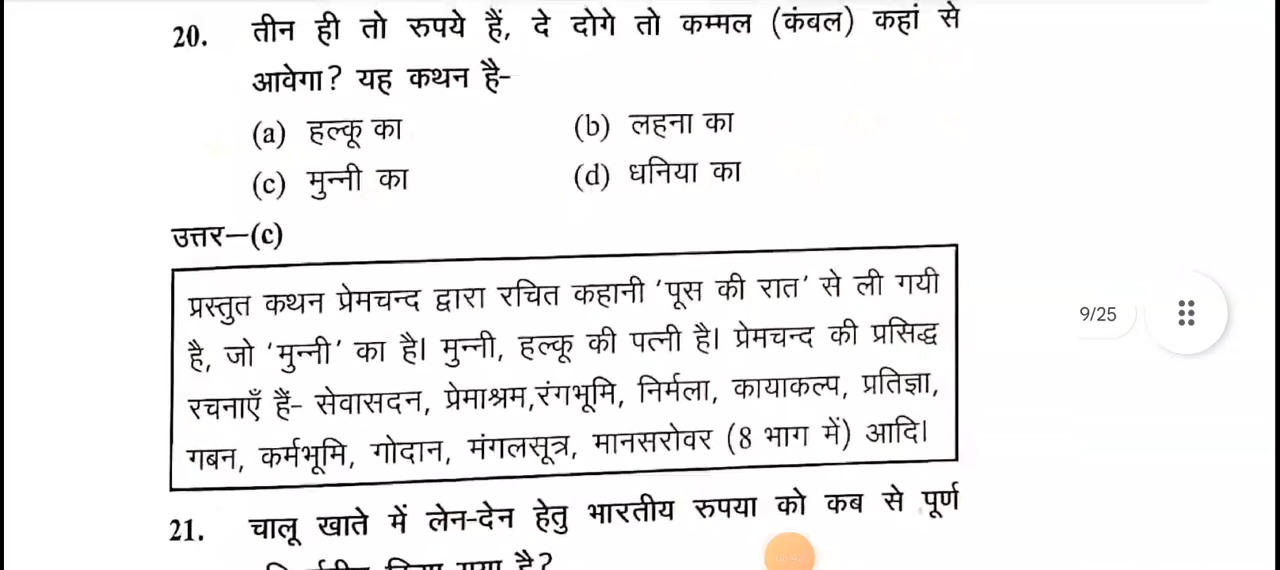 20. तीन ही तो रुपये हैं, दे दोगे तो कम्मल (कंबल) कहां से
आवेगा? यह कथन है-
(a) हल्कू का (b) लहना का
(c) मुन्नी का (d) धनिया का
उत्तर—(c)
प्रस्तुत कथन प्रेमचन्द द्वारा रचित कहानी 'पूस की रात' से ली गयी
है, जो 'मुन्नी' का है। मुन्नी, हल्कू की पत्नी है। प्रेमचन्द की प्रसिद्ध
रचनाएँ हैं- सेवासदन, प्रेमाश्रम,रंगभूमि, निर्मला, कायाकल्प, प्रतिज्ञा,
गबन, कर्मभूमि, गोदान, मंगलसूत्र, मानसरोवर (8 भाग में) आदि।
9/25
21. चालू खाते में लेन-देन हेतु भारतीय रुपया को कब से पूर्ण
किया गया है?